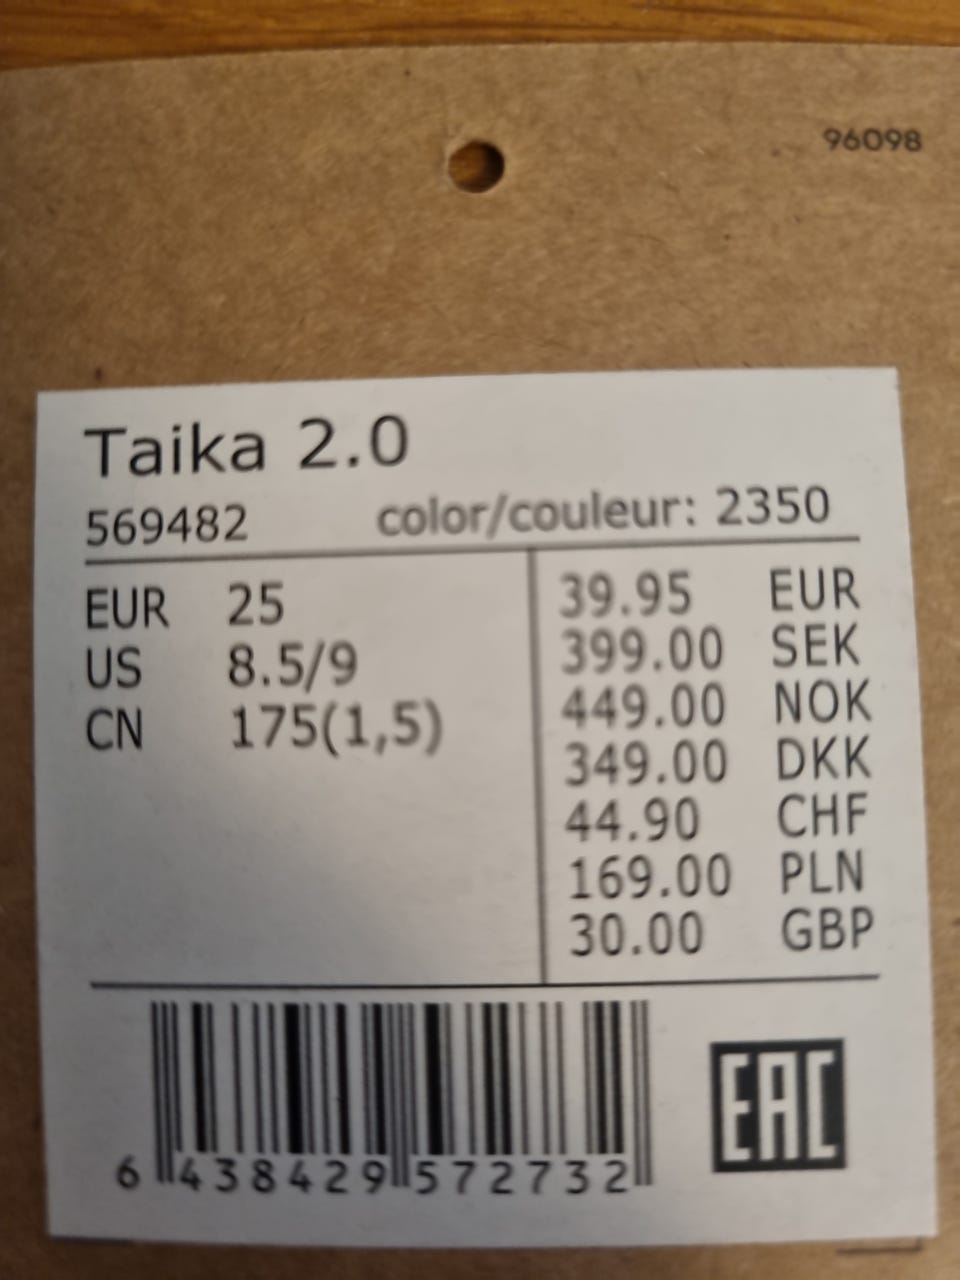 96098
Taika 2.0
569482 color/couleur: 2350
EUR 25
US 8.5/9
CN 175(1,5)
39.95 EUR
399.00 SEK
449.00 NOK
349.00 DKK
44.90 CHF
169.00 PLN
30.00 GBP
6 438429 572732
EAC